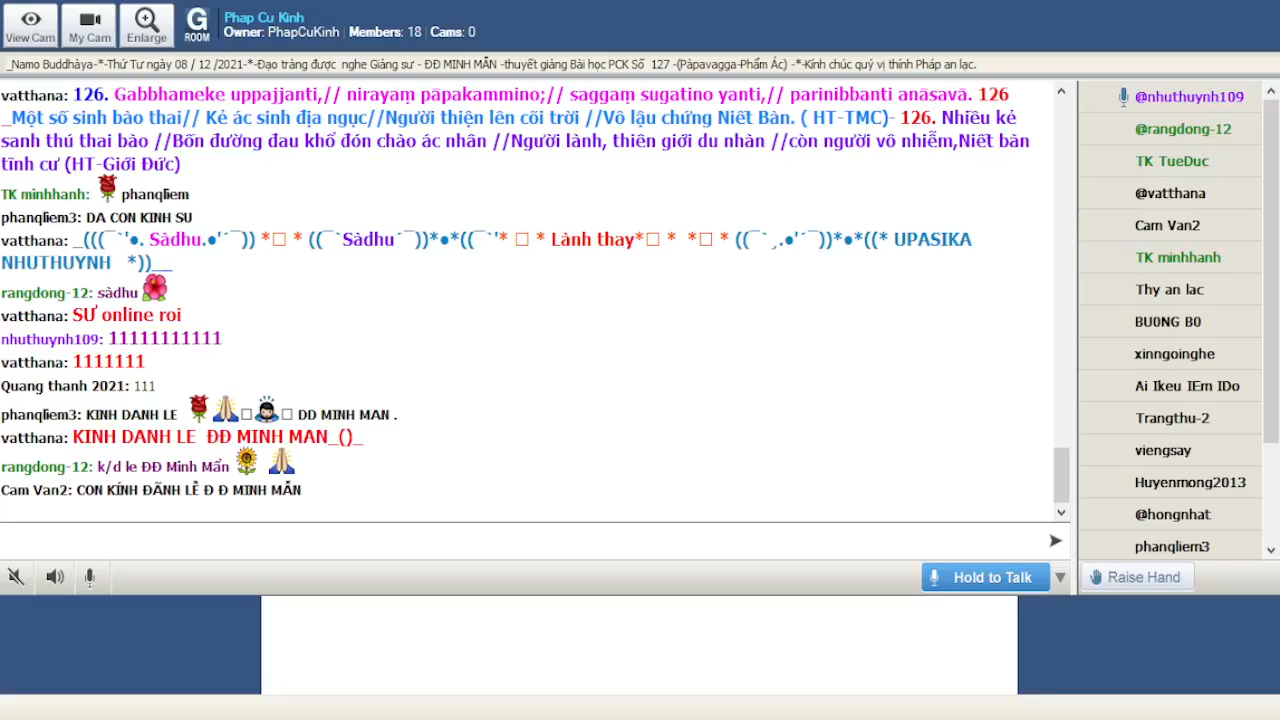 View Cam
My Cam
Enlarge
G ROOM
Phap Cu Kinh
Owner: PhapCuKinh | Members: 18 | Cams: 0
_Namo Buddhàya-*-Thứ Tư ngày 08 / 12 /2021-*-Đạo tràng được nghe Giảng sư - ĐĐ MINH MẪN -thuyết giảng Bài học PCK Số 127 -(Pàpavagga-Phẩm Ác) -*-Kính chúc quý vị thính Pháp an lạc.
vatthana: 126. Gabbhameke uppajjanti,// nirayaṃ pāpakammino;// saggaṃ sugatino yanti,// parinibbanti anāsavā. 126
_Một số sinh bào thai// Kẻ ác sinh địa ngục//Người thiện lên cõi trời //Vô lậu chứng Niết Bàn. ( HT-TMC)- 126. Nhiều kẻ
sanh thú thai bào //Bốn đường đau khổ đón chào ác nhân //Người lành, thiên giới du nhàn //còn người vô nhiễm,Niết bàn
tĩnh cư (HT-Giới Đức)
TK minhhanh: phanqliem
phanqliem3: DA CON KINH SU
vatthana: _(((¯`'●. Sàdhu.●'´¯)) *□ * ((¯`Sàdhu´¯))*●*((¯`'* □ * Lành thay*□ * *□ * ((¯`¸.●'´¯))*●*((* UPASIKA
NHUTHUYNH *))__
rangdong-12: sàdhu
vatthana: SƯ online roi
nhuthuynh109: 11111111111
vatthana: 1111111
Quang thanh 2021: 111
phanqliem3: KINH DANH LE □ □ DD MINH MAN .
vatthana: KINH DANH LE ĐĐ MINH MAN_()_
rangdong-12: k/d le ĐĐ Minh Mẩn
Cam Van2: CON KÍNH ĐÃNH LỄ Đ Đ MINH MẪN
@nhuthuynh109
@rangdong-12
TK TueDuc
@vatthana
Cam Van2
TK minhhanh
Thy an lac
BU0NG B0
xinngoinghe
Ai Ikeu IEm IDo
Trangthu-2
viengsay
Huyenmong2013
@hongnhat
phanqliem3
Hold to Talk
Raise Hand